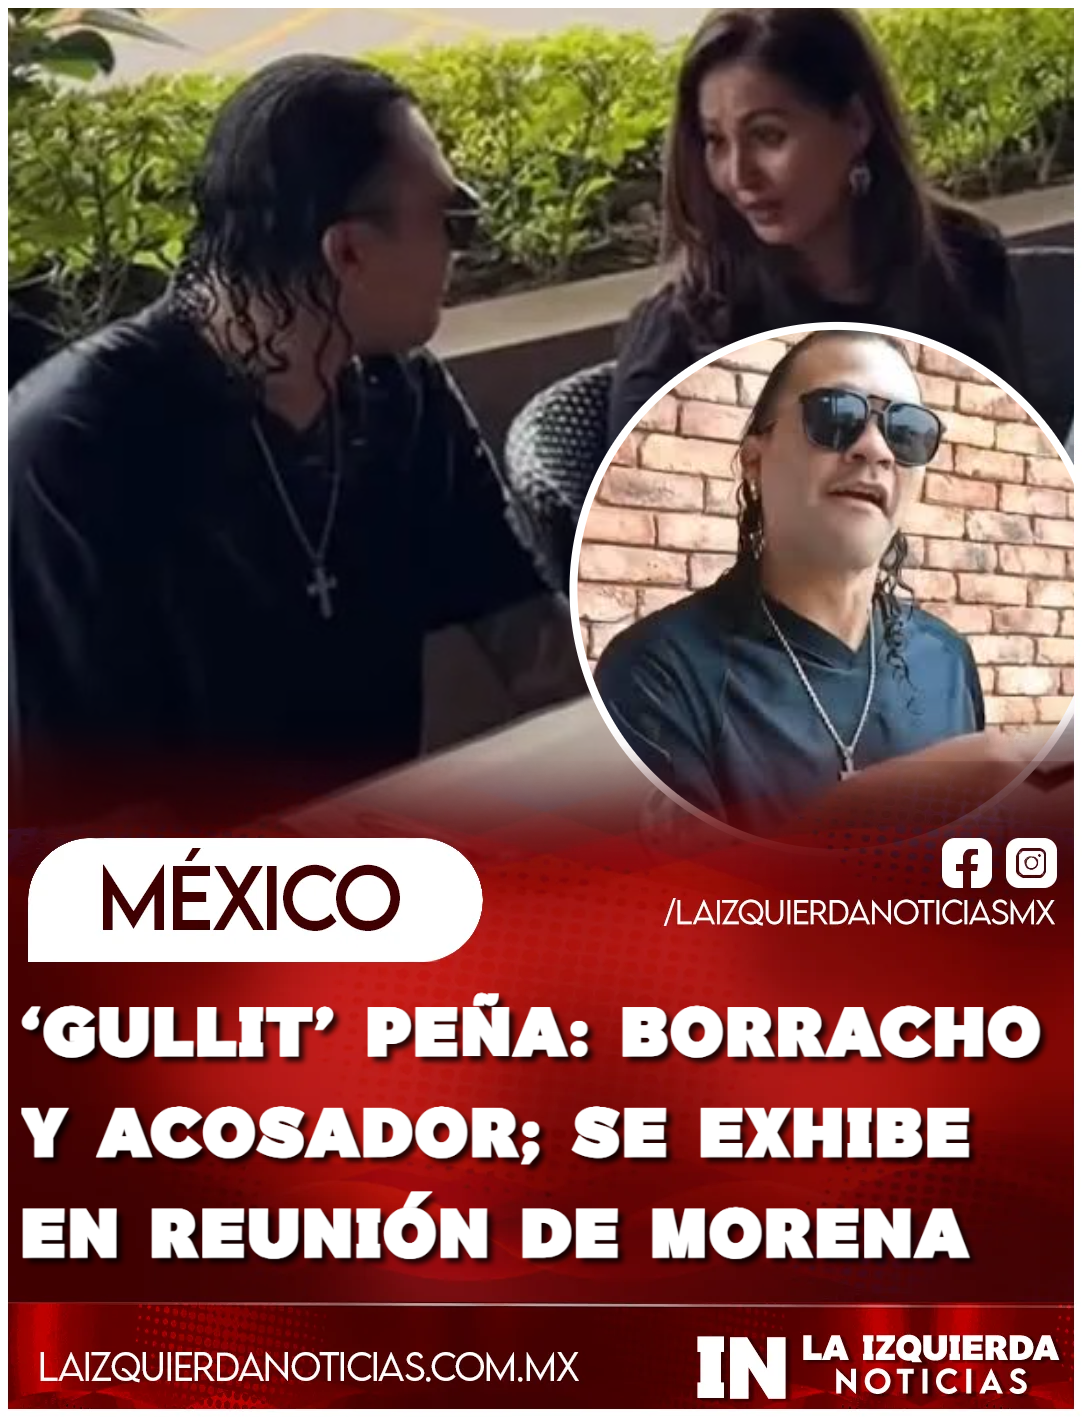 MÉXICO
/LAIZQUIERDANOTICIASMX
‘GULLIT’ PEÑA: BORRACHO
Y ACOSADOR; SE EXHIBE
EN REUNIÓN DE MORENA
LAIZQUIERDANOTICIAS.COM.MX
IN LA IZQUIERDA
NOTICIAS